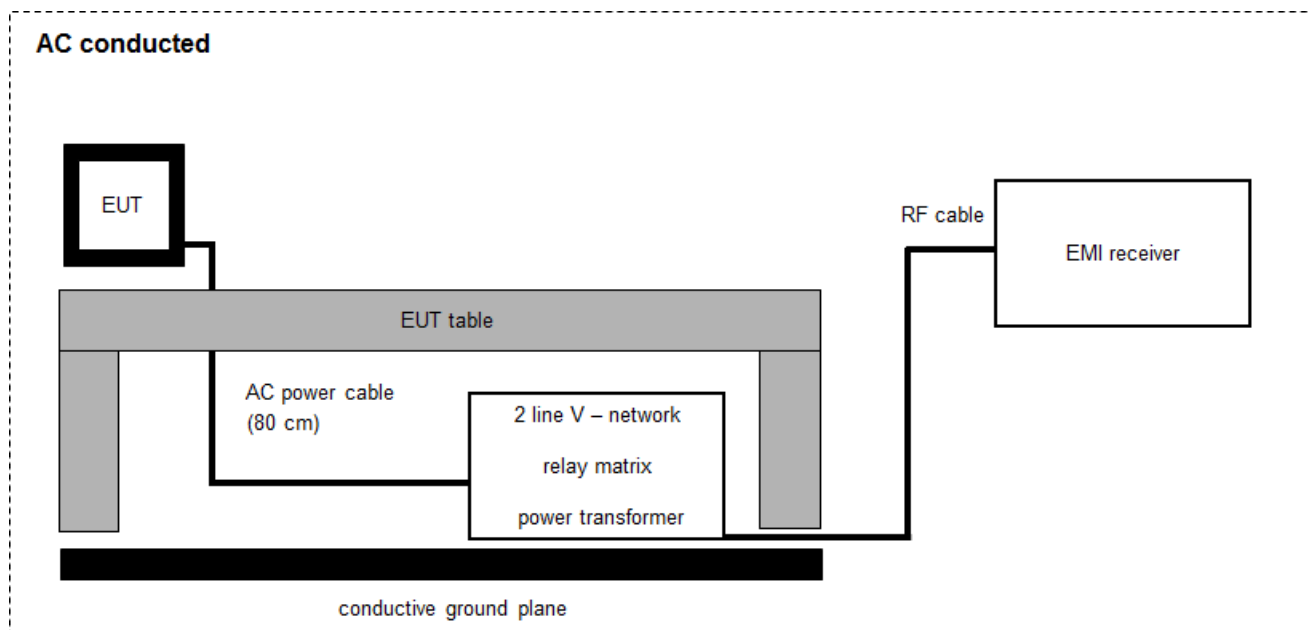 AC conducted
EUT
RF cable
EMI receiver
EUT table
AC power cable
(80 cm)
2 line V – network
relay matrix
power transformer
conductive ground plane